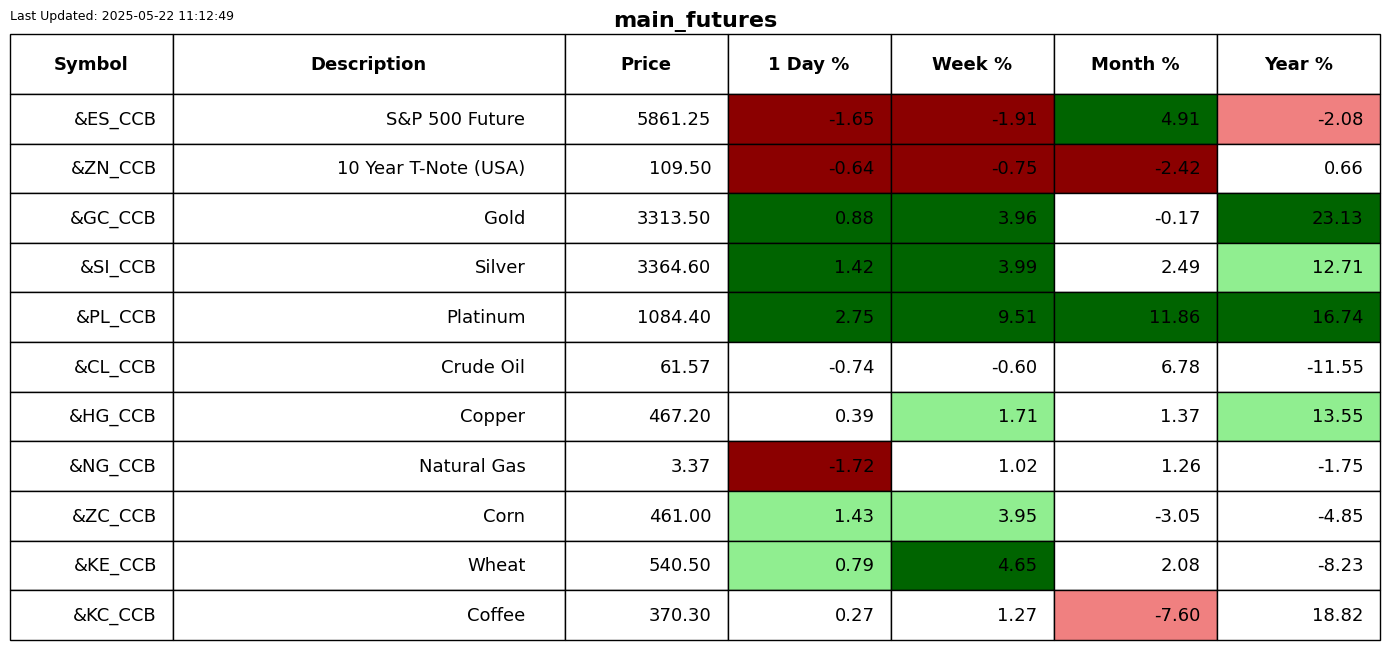 Last Updated: 2025-05-22 11:12:49
main_futures
Symbol Description Price 1 Day % Week % Month % Year %
&ES_CCB S&P 500 Future 5861.25 -1.65 -1.91 4.91 -2.08
&ZN_CCB 10 Year T-Note (USA) 109.50 -0.64 -0.75 -2.42 0.66
&GC_CCB Gold 3313.50 0.88 3.96 -0.17 23.13
&SI_CCB Silver 3364.60 1.42 3.99 2.49 12.71
&PL_CCB Platinum 1084.40 2.75 9.51 11.86 16.74
&CL_CCB Crude Oil 61.57 -0.74 -0.60 6.78 -11.55
&HG_CCB Copper 467.20 0.39 1.71 1.37 13.55
&NG_CCB Natural Gas 3.37 -1.72 1.02 1.26 -1.75
&ZC_CCB Corn 461.00 1.43 3.95 -3.05 -4.85
&KE_CCB Wheat 540.50 0.79 4.65 2.08 -8.23
&KC_CCB Coffee 370.30 0.27 1.27 -7.60 18.82